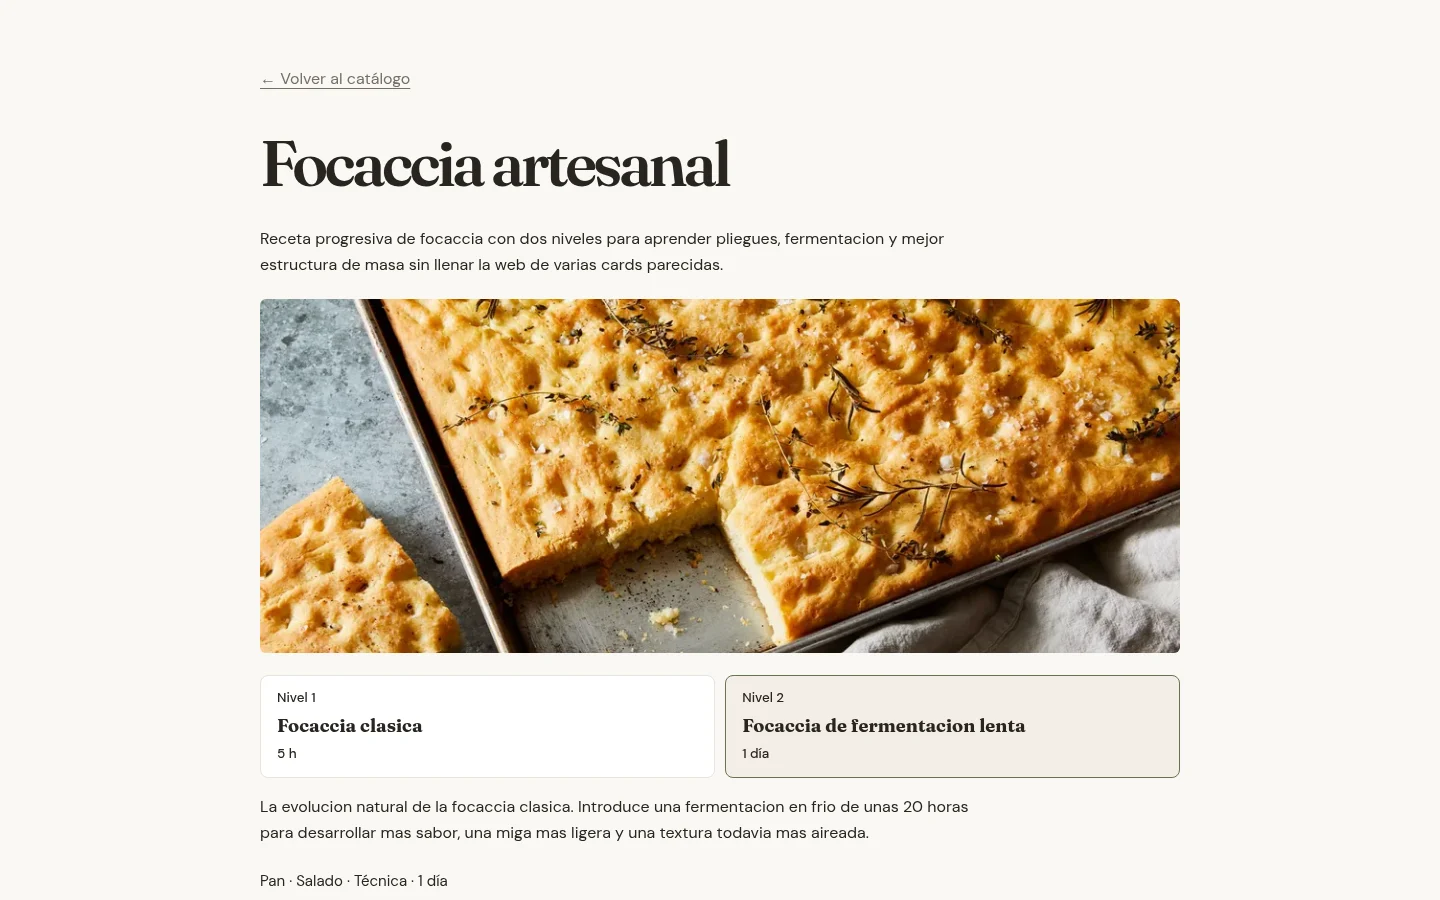 ← Volver al catálogo
Focaccia artesanal
Receta progresiva de focaccia con dos niveles para aprender pliegues, fermentacion y mejor
estructura de masa sin llenar la web de varias cards parecidas.
Nivel 1
Focaccia clasica
5 h
Nivel 2
Focaccia de fermentacion lenta
1 día
La evolucion natural de la focaccia clasica. Introduce una fermentacion en frio de unas 20 horas
para desarrollar mas sabor, una miga mas ligera y una textura todavia mas aireada.
Pan · Salado · Técnica · 1 día